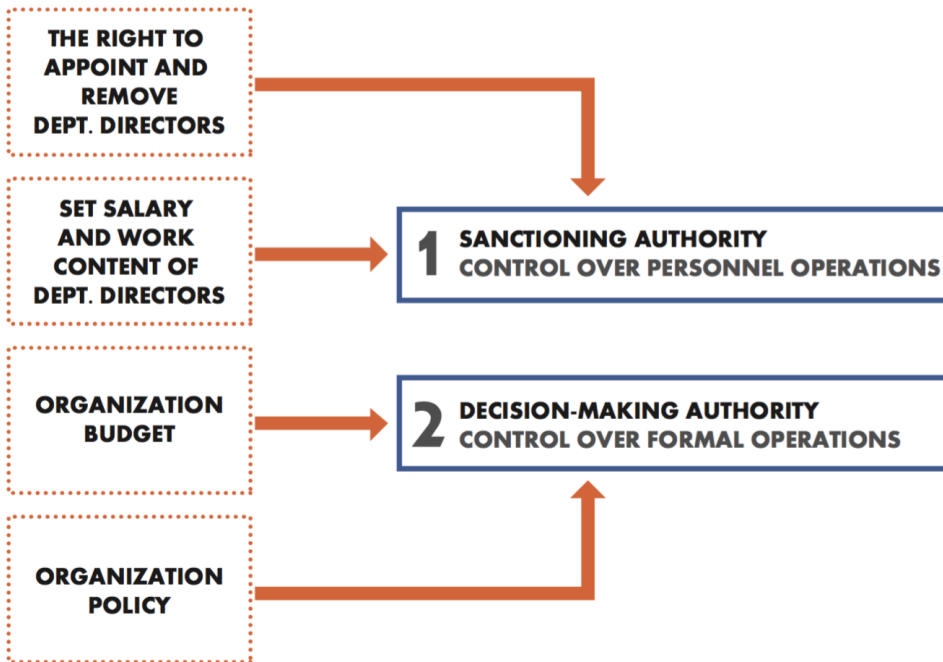 THE RIGHT TO
APPOINT AND
REMOVE
DEPT. DIRECTORS
SET SALARY
AND WORK
CONTENT OF
DEPT. DIRECTORS
1 SANCTIONING AUTHORITY
CONTROL OVER PERSONNEL OPERATIONS
ORGANIZATION
BUDGET
2 DECISION-MAKING AUTHORITY
CONTROL OVER FORMAL OPERATIONS
ORGANIZATION
POLICY